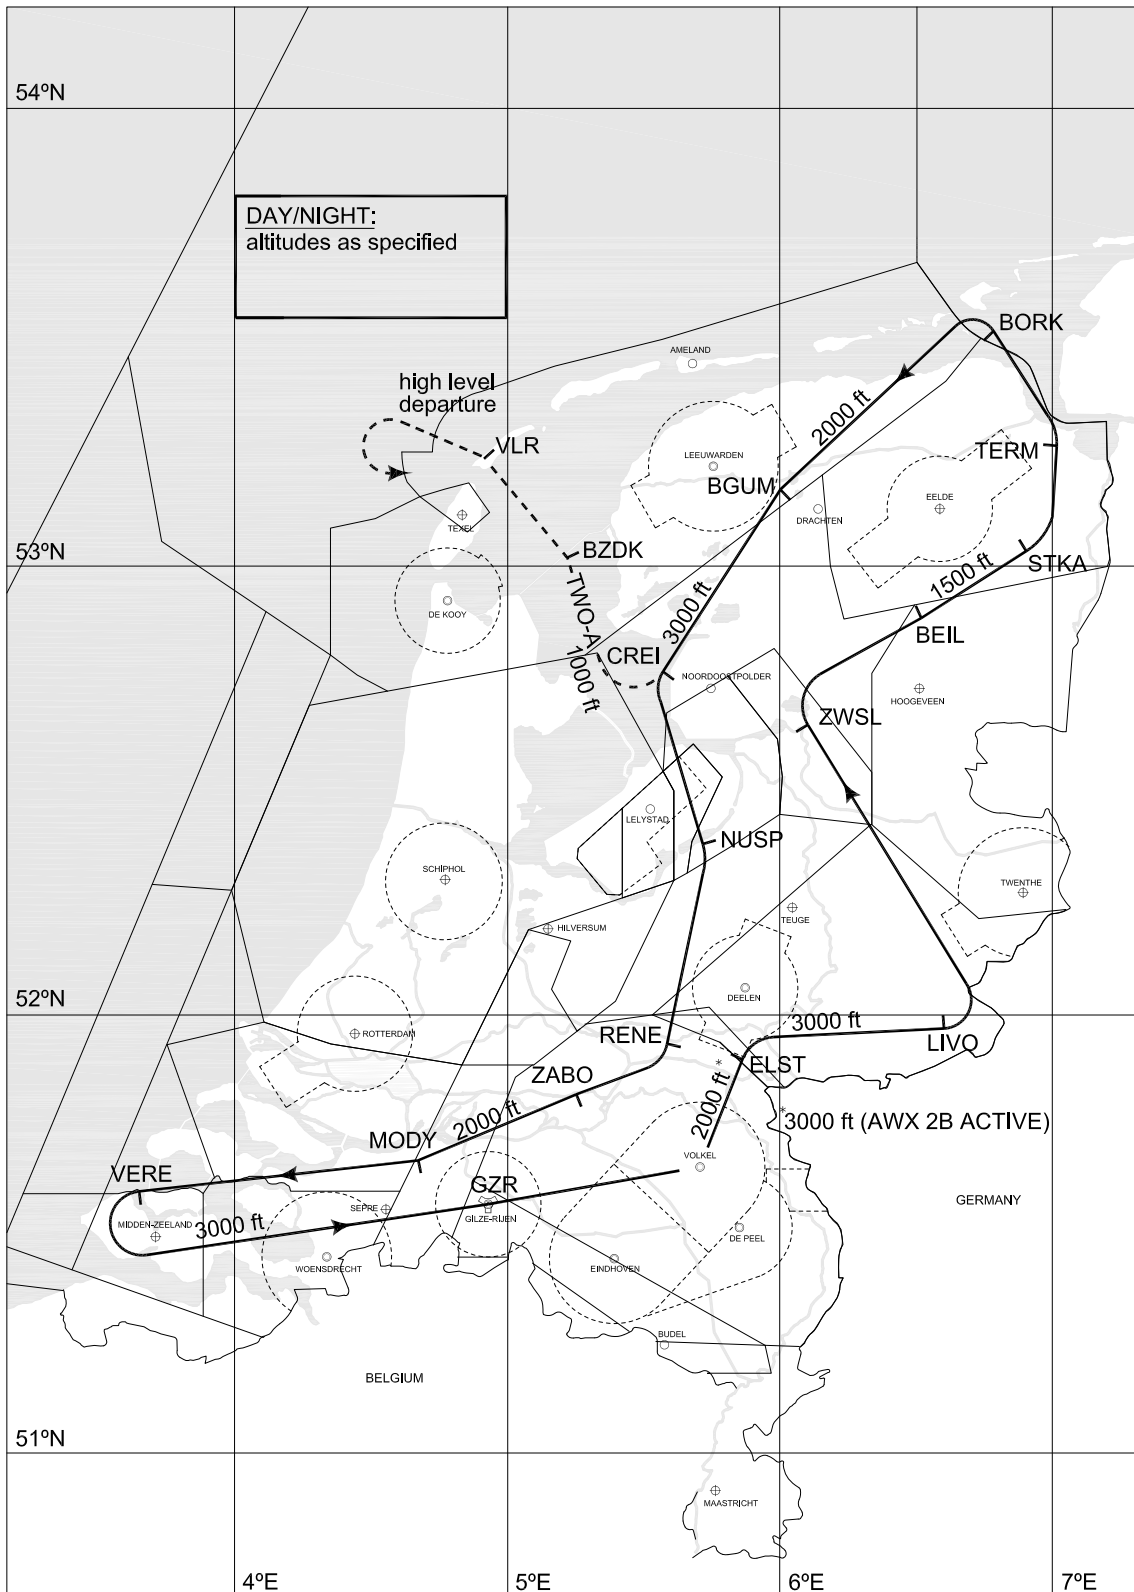 54ºN
DAY/NIGHT:
altitudes as specified
BORK
AMELAND
high level
departure
2000 ft
VLR
TERM
LEEUWARDEN
BGUM
EELDE
DRACHTEN
TEXEL
53ºN
BZDK
STKA
1500 ft
TWO-A
DE KOOY
3000 ft
BEIL
CREI
1000 ft
NOORDOOSTPOLDER
HOOGEVEEN
ZWSL
LELYSTAD
NUSP
SCHIPHOL
TWENTHE
TEUGE
HILVERSUM
DEELEN
52ºN
3000 ft
ROTTERDAM
RENE
LIVO
ELST
ZABO
2000 ft*
2000 ft
*3000 ft (AWX 2B ACTIVE)
MODY
VOLKEL
VERE
GZR
GERMANY
SEPRE
GILZE-RIJEN
MIDDEN-ZEELAND
3000 ft
DE PEEL
WOENSDRECHT
EINDHOVEN
BUDEL
BELGIUM
51ºN
MAASTRICHT
4ºE
5ºE
6ºE
7ºE